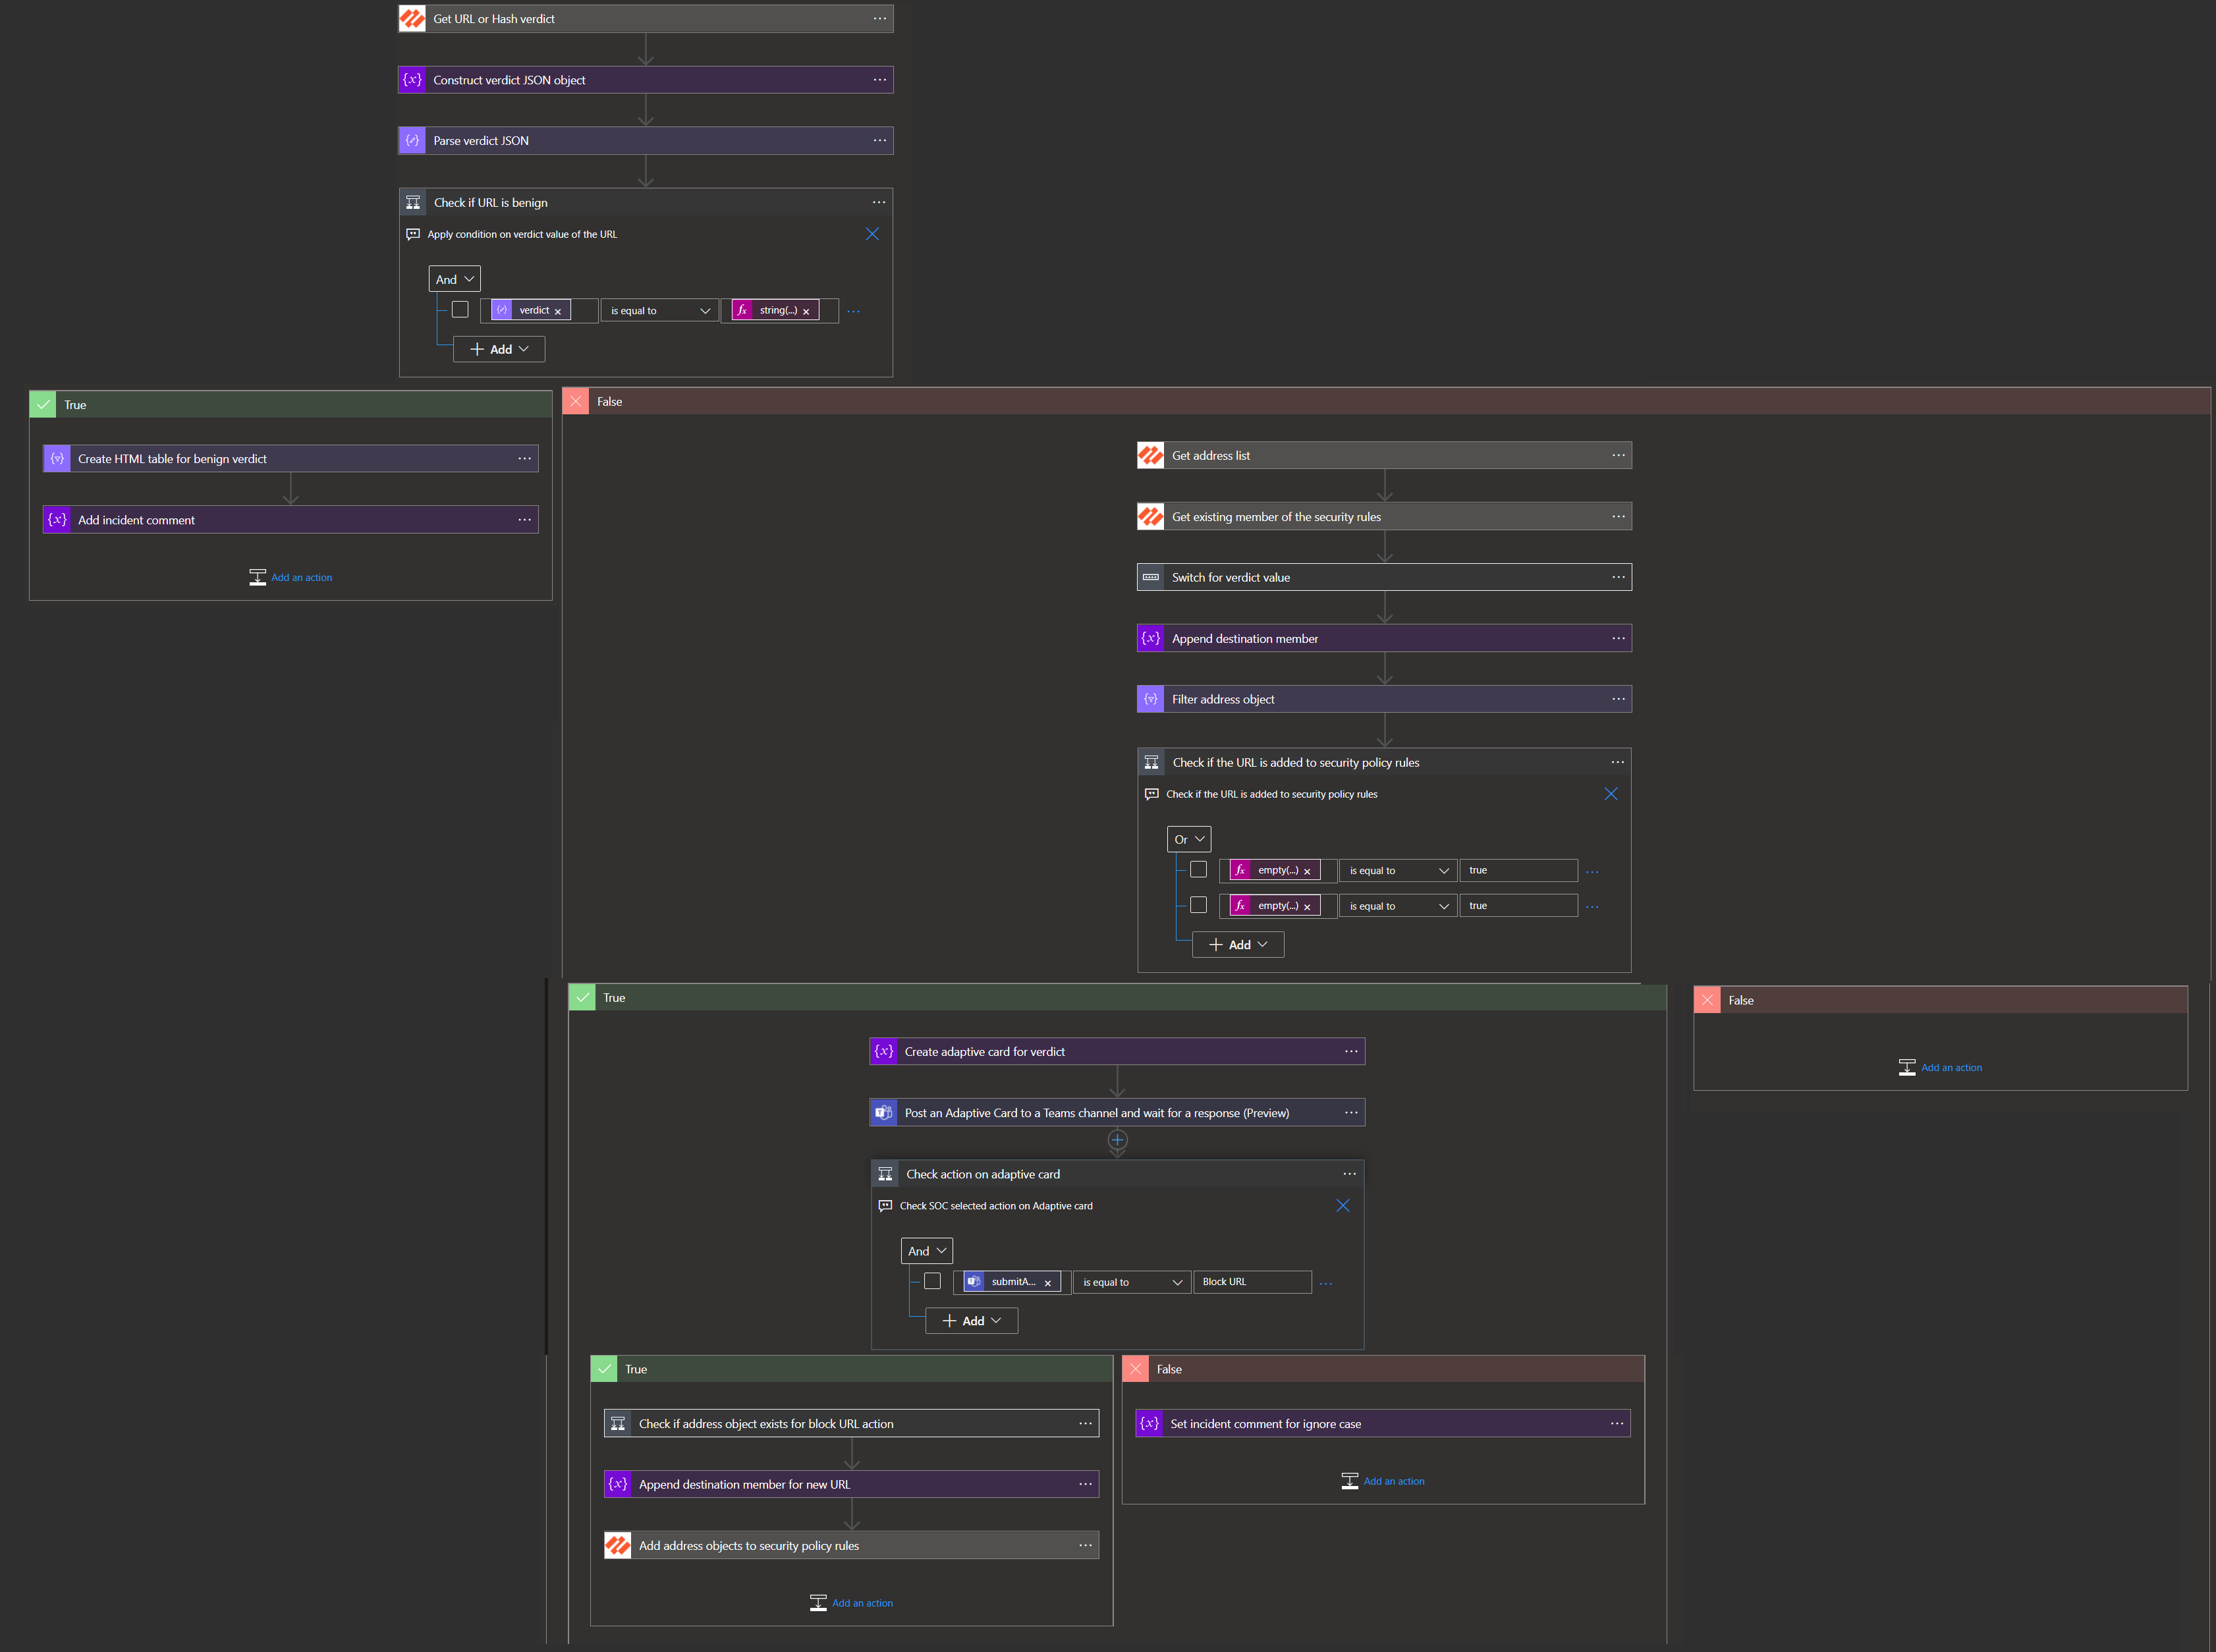 Get URL or Hash verdict
Construct verdict JSON object
Parse verdict JSON
Check if URL is benign
Apply condition on verdict value of the URL
And
verdict is equal to string(...)
Add
True
Create HTML table for benign verdict
Add incident comment
Add an action
False
Get address list
Get existing member of the security rules
Switch for verdict value
Append destination member
Filter address object
Check if the URL is added to security policy rules
Check if the URL is added to security policy rules
Or
empty(...) is equal to true
empty(...) is equal to true
Add
True
Create adaptive card for verdict
Post an Adaptive Card to a Teams channel and wait for a response (Preview)
Check action on adaptive card
Check SOC selected action on Adaptive card
And
submitA... is equal to Block URL
Add
True
Check if address object exists for block URL action
Append destination member for new URL
Add address objects to security policy rules
Add an action
False
Set incident comment for ignore case
Add an action
False
Add an action